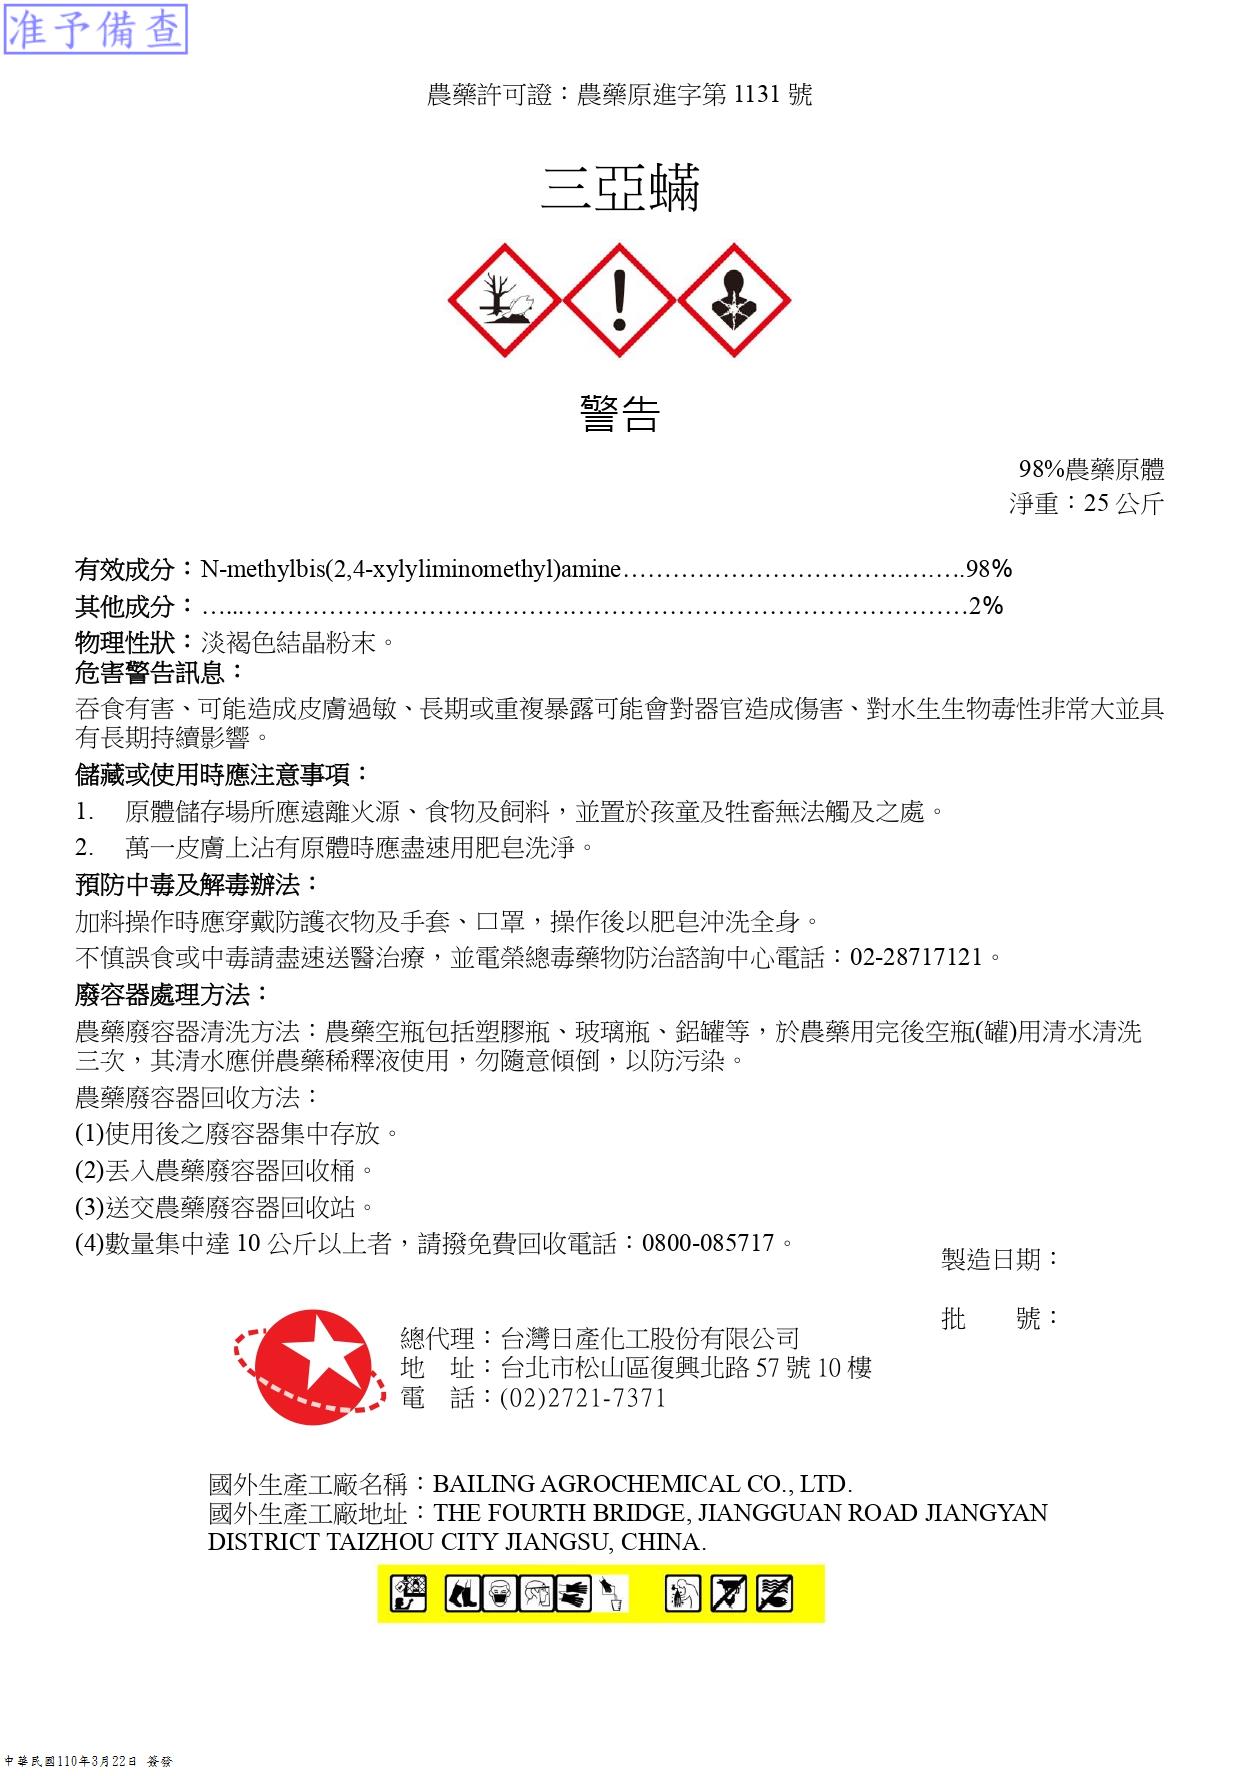 准予備查
農藥許可證：農藥原進字第 1131 號
三亞蟎
警告
98%農藥原體
淨重：25 公斤
有效成分：N-methylbis(2,4-xylyliminomethyl)amine…………………………….…….98%
其他成分：…...……………………………………………………………………………2%
物理性狀：淡褐色結晶粉末。
危害警告訊息：
吞食有害、可能造成皮膚過敏、長期或重複暴露可能會對器官造成傷害、對水生生物毒性非常大並具
有長期持續影響。
儲藏或使用時應注意事項：
1. 原體儲存場所應遠離火源、食物及飼料，並置於孩童及牲畜無法觸及之處。
2. 萬一皮膚上沾有原體時應盡速用肥皂洗淨。
預防中毒及解毒辦法：
加料操作時應穿戴防護衣物及手套、口罩，操作後以肥皂沖洗全身。
不慎誤食或中毒請盡速送醫治療，並電榮總毒藥物防治諮詢中心電話：02-28717121。
廢容器處理方法：
農藥廢容器清洗方法：農藥空瓶包括塑膠瓶、玻璃瓶、鋁罐等，於農藥用完後空瓶(罐)用清水清洗
三次，其清水應併農藥稀釋液使用，勿隨意傾倒，以防污染。
農藥廢容器回收方法：
(1)使用後之廢容器集中存放。
(2)丟入農藥廢容器回收桶。
(3)送交農藥廢容器回收站。
(4)數量集中達 10 公斤以上者，請撥免費回收電話：0800-085717。
製造日期：
批　　號：
總代理：台灣日產化工股份有限公司
地　址：台北市松山區復興北路 57 號 10 樓
電　話：(02)2721-7371
國外生產工廠名稱：BAILING AGROCHEMICAL CO., LTD.
國外生產工廠地址：THE FOURTH BRIDGE, JIANGGUAN ROAD JIANGYAN
DISTRICT TAIZHOU CITY JIANGSU, CHINA.
中華民國110年3月22日 簽發